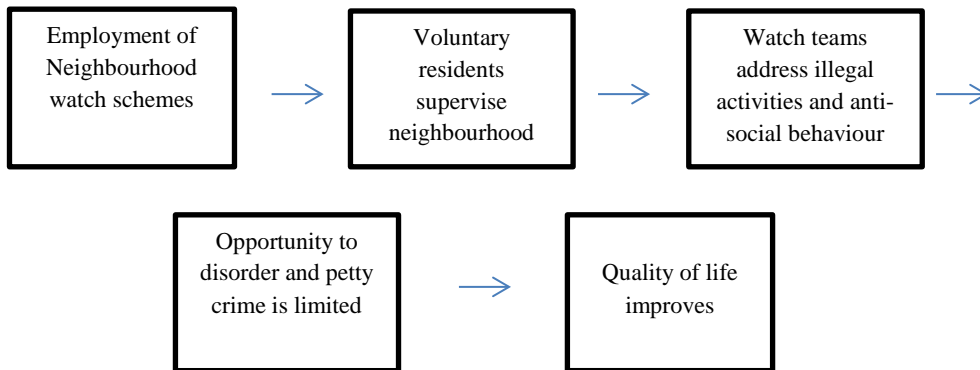 Employment of
Neighbourhood
watch schemes
Voluntary
residents
supervise
neighbourhood
Watch teams
address illegal
activities and anti-
social behaviour
Opportunity to
disorder and petty
crime is limited
Quality of life
improves